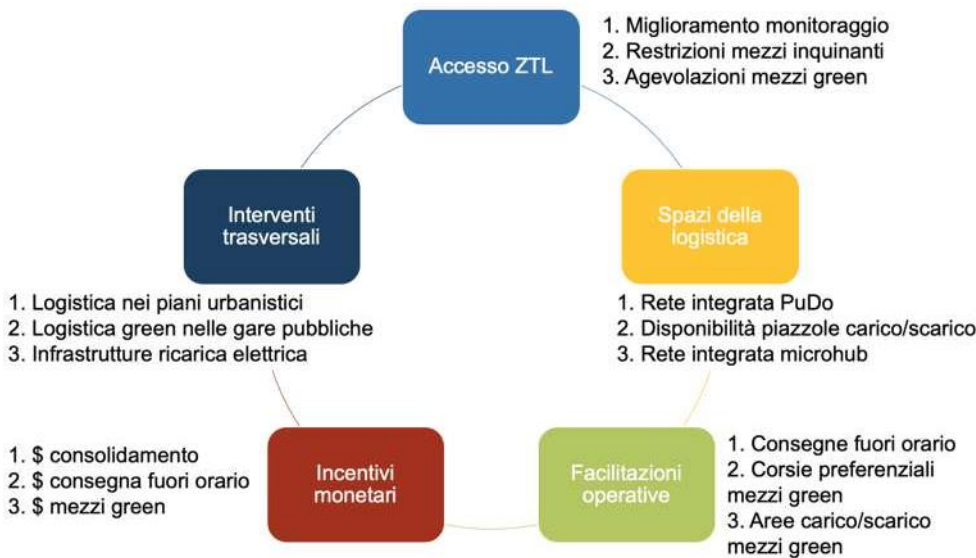 Accesso ZTL
1. Miglioramento monitoraggio
2. Restrizioni mezzi inquinanti
3. Agevolazioni mezzi green
Spazi della
logistica
1. Rete integrata PuDo
2. Disponibilità piazzole carico/scarico
3. Rete integrata microhub
Facilitazioni
operative
1. Consegne fuori orario
2. Corsie preferenziali
mezzi green
3. Aree carico/scarico
mezzi green
Incentivi
monetari
1. $ consolidamento
2. $ consegna fuori orario
3. $ mezzi green
Interventi
trasversali
1. Logistica nei piani urbanistici
2. Logistica green nelle gare pubbliche
3. Infrastrutture ricarica elettrica